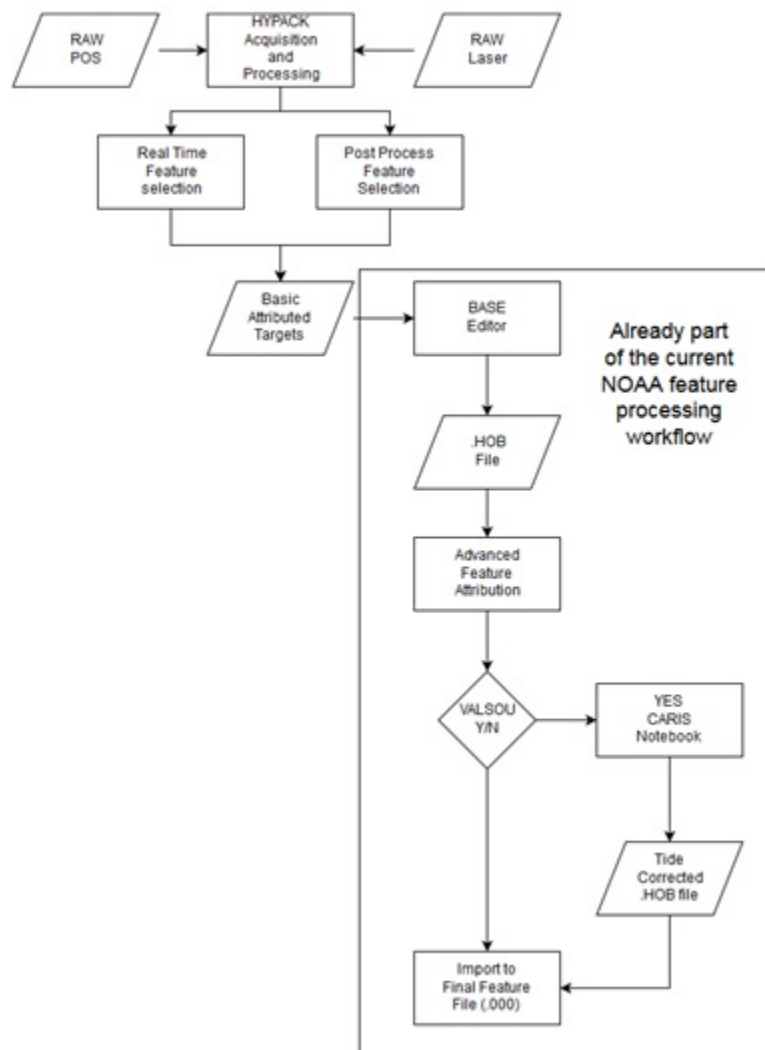 RAW
POS
HYPACK
Acquisition
and
Processing
RAW
Laser
Real Time
Feature
selection
Post Process
Feature
Selection
Basic
Attributed
Targets
BASE
Editor
Already part
of the current
NOAA feature
processing
workflow
.HOB
File
Advanced
Feature
Attribution
VALSOU
Y/N
YES
CARIS
Notebook
Tide
Corrected
.HOB file
Import to
Final Feature
File (.000)